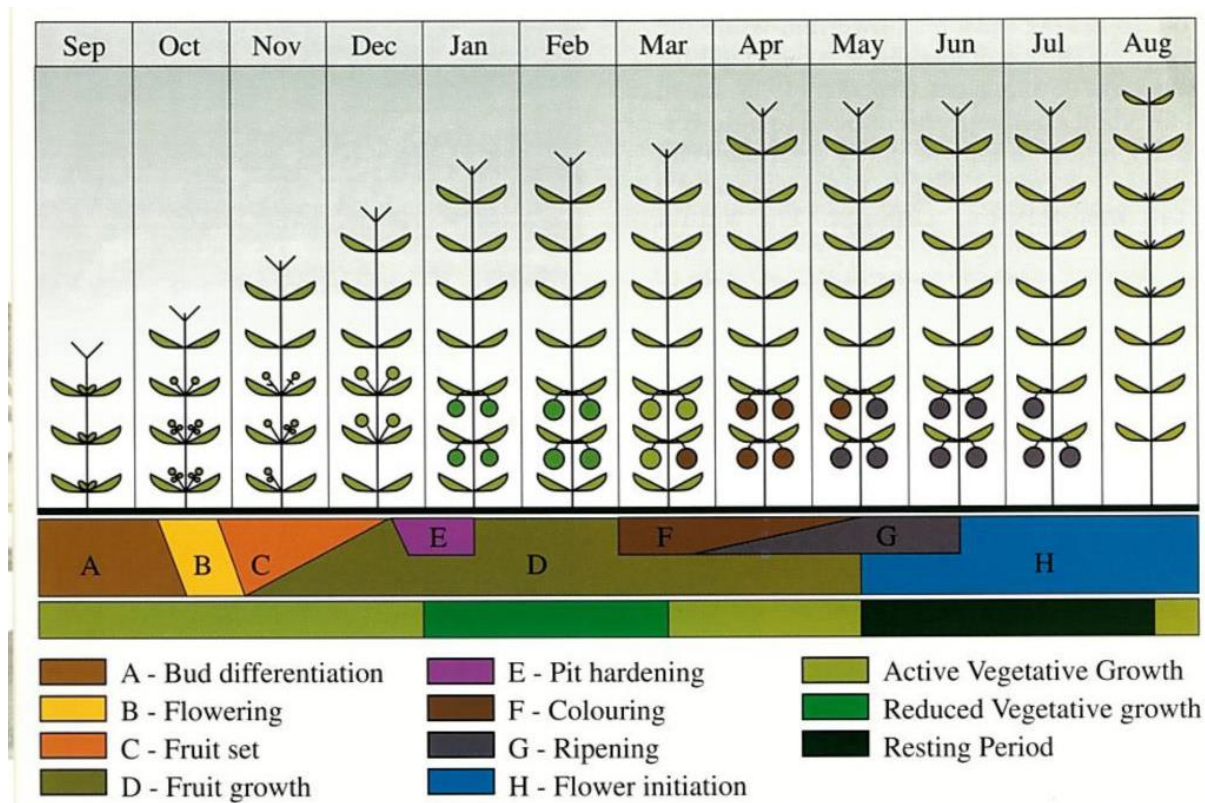 Sep Oct Nov Dec Jan Feb Mar Apr May Jun Jul Aug
A B C E D F G H
A - Bud differentiation
B - Flowering
C - Fruit set
D - Fruit growth
E - Pit hardening
F - Colouring
G - Ripening
H - Flower initiation
Active Vegetative Growth
Reduced Vegetative growth
Resting Period